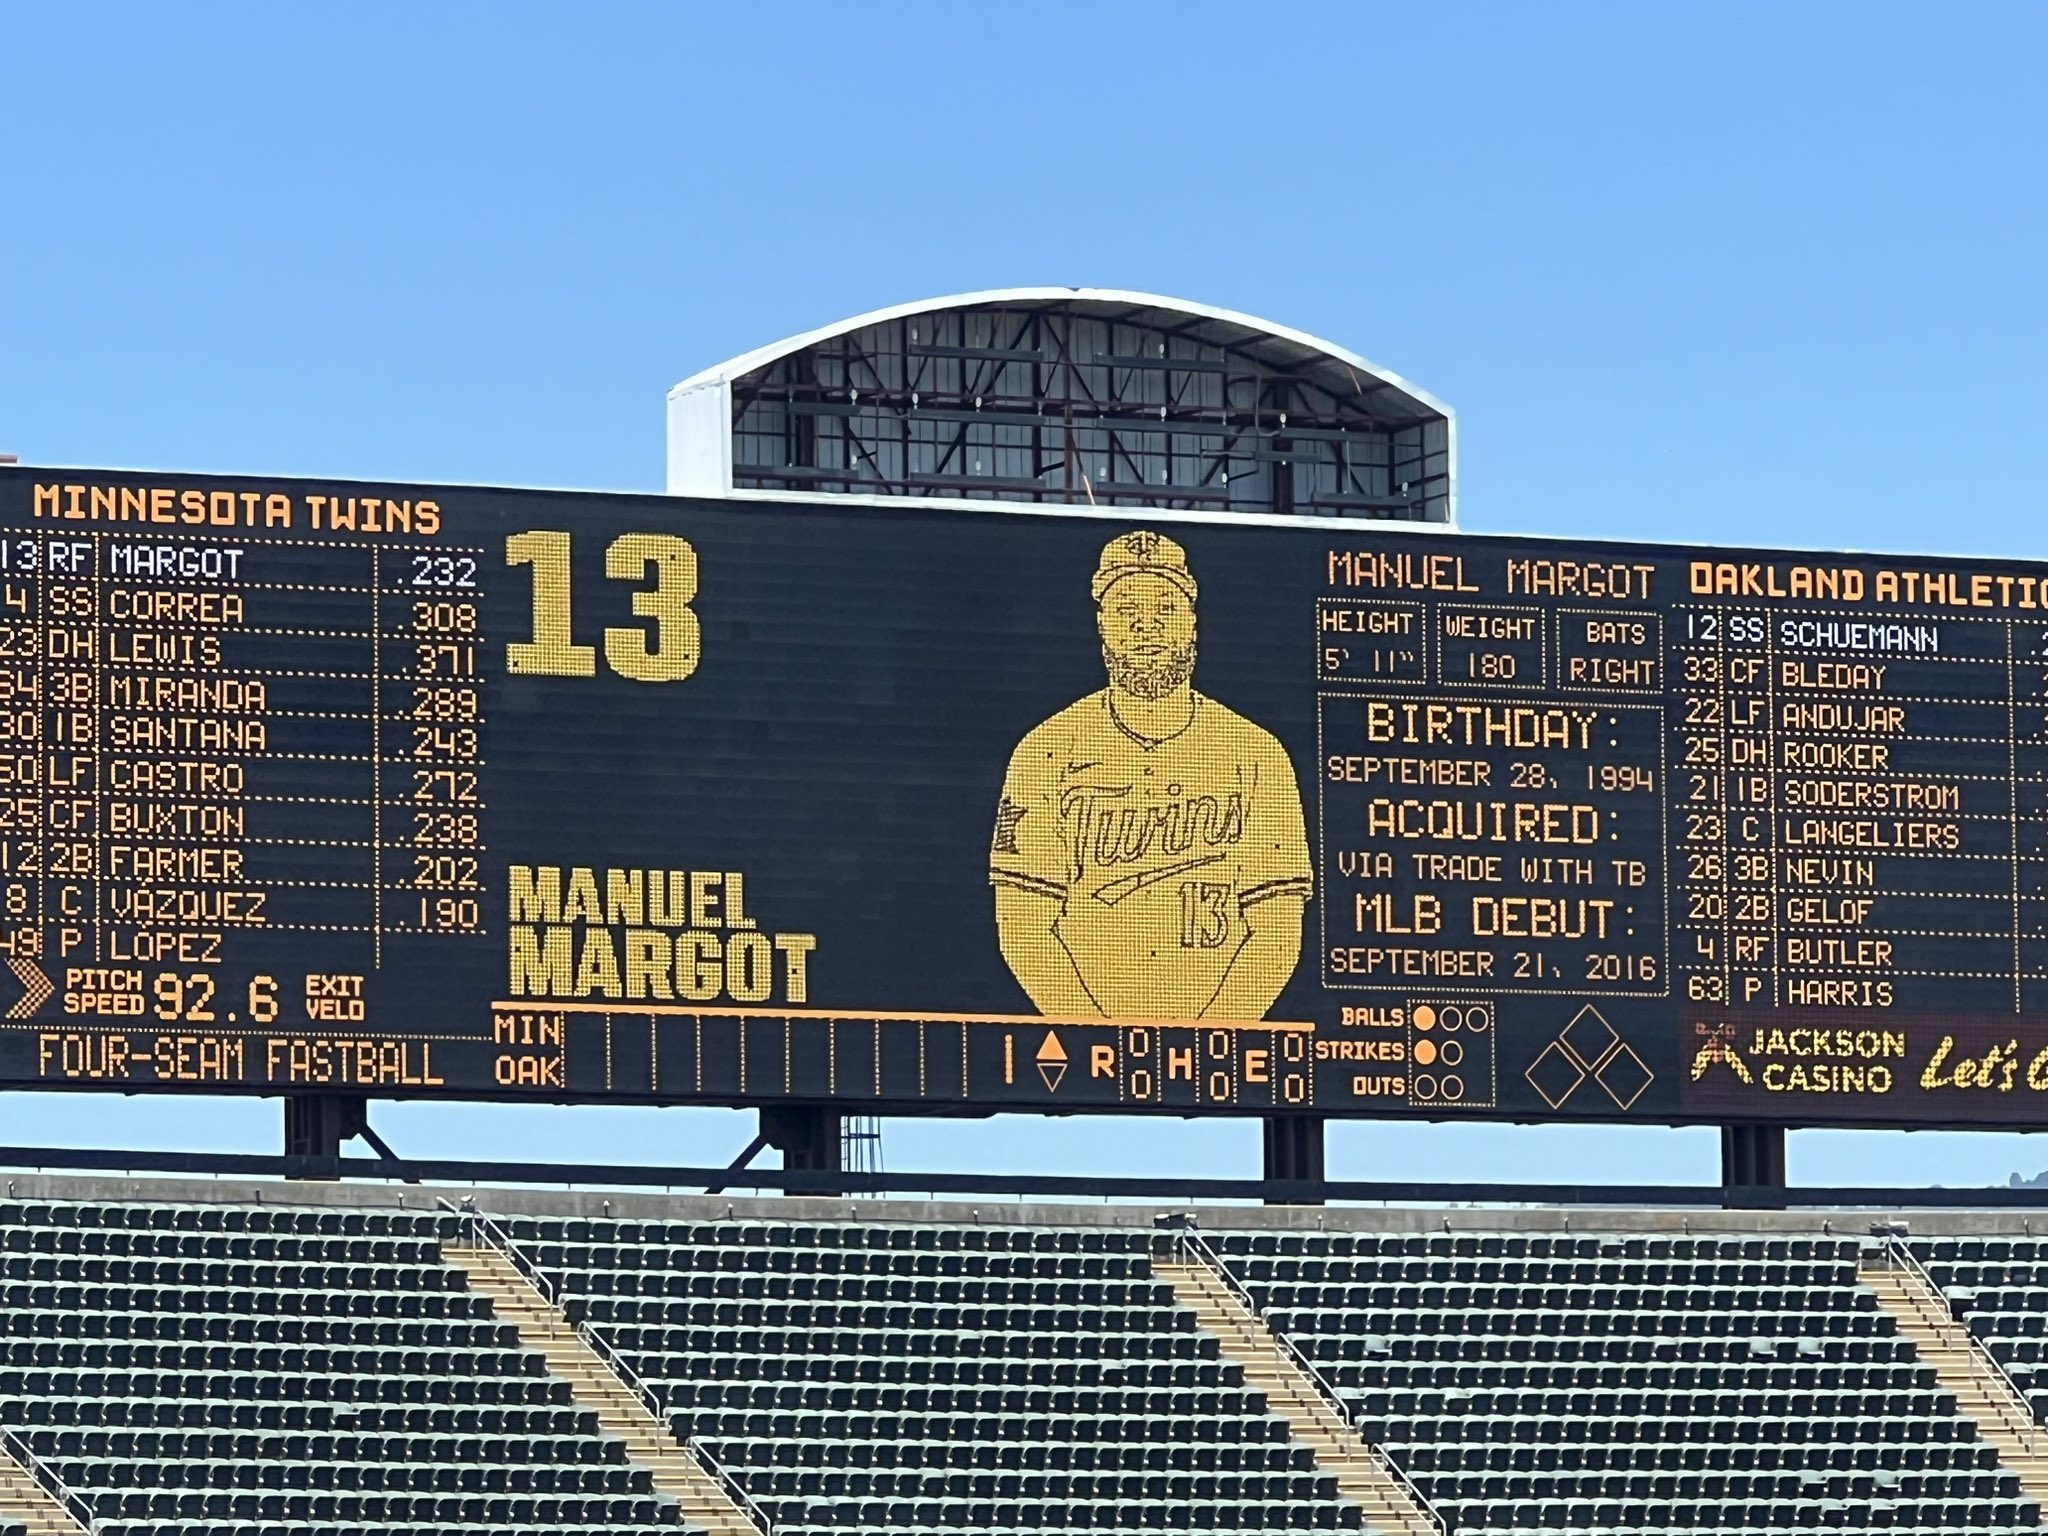 MINNESOTA TWINS
13 RF MARGOT .232
4 SS CORREA .308
23 DH LEWIS .371
64 3B MIRANDA .289
30 1B SANTANA .243
50 LF CASTRO .272
25 CF BUXTON .238
12 2B FARMER .202
8 C VÁZQUEZ .190
49 P LÓPEZ
PITCH SPEED 92.6 EXIT VELO
FOUR-SEAM FASTBALL
13
MANUEL
MARGOT
Twins
13
MIN
OAK
1
R 0 0
H 0 0
E 0 0
MANUEL MARGOT
HEIGHT WEIGHT BATS
5' 11" 180 RIGHT
BIRTHDAY:
SEPTEMBER 28, 1994
ACQUIRED:
VIA TRADE WITH TB
MLB DEBUT:
SEPTEMBER 21, 2016
BALLS
STRIKES
OUTS
OAKLAND ATHLETIC
12 SS SCHUEMANN
33 CF BLEDAY
22 LF ANDUJAR
25 DH ROOKER
21 1B SODERSTROM
23 C LANGELIERS
26 3B NEVIN
20 2B GELOF
4 RF BUTLER
63 P HARRIS
JACKSON
CASINO
Let's